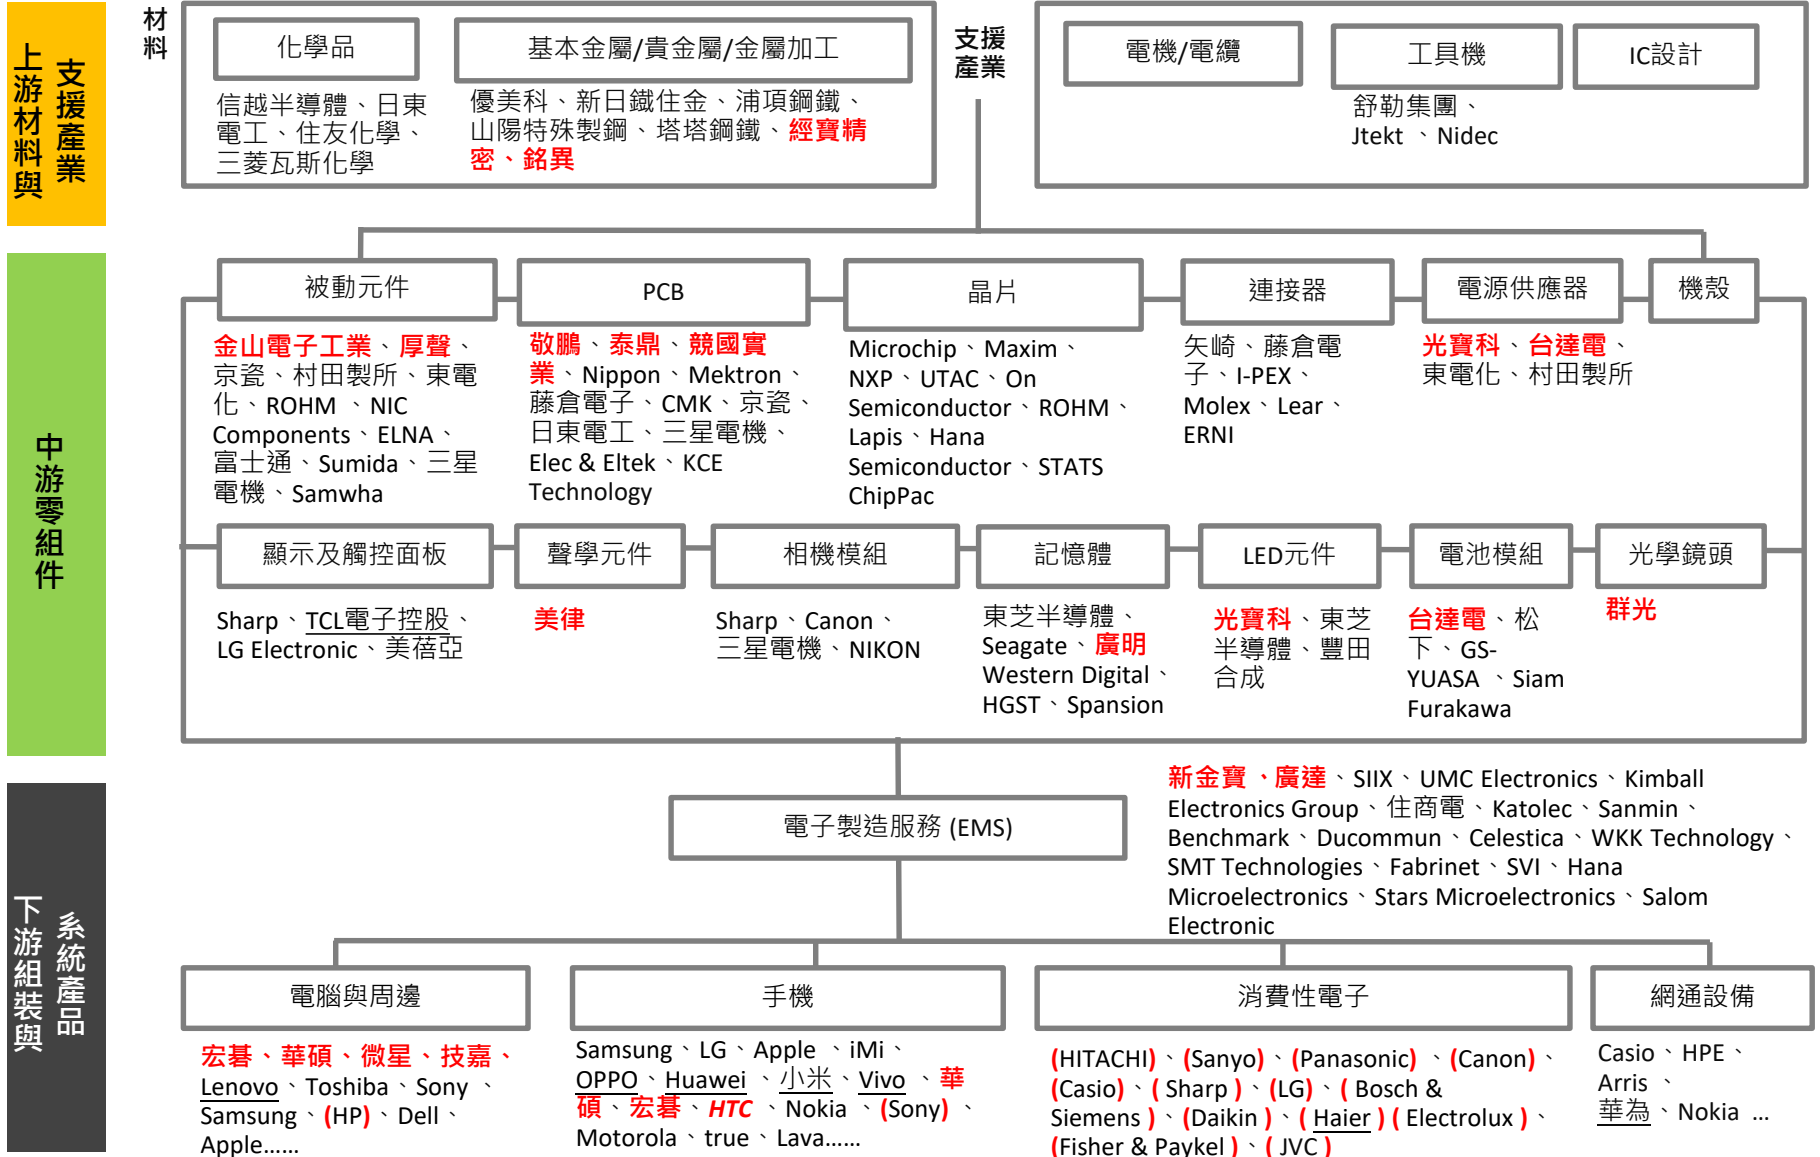 上游材料與
支援產業
材料
化學品
信越半導體、日東
電工、住友化學、
三菱瓦斯化學
基本金屬/貴金屬/金屬加工
優美科、新日鐵住金、浦項鋼鐵、
山陽特殊製鋼、塔塔鋼鐵、經寶精
密、銘異
支援
產業
電機/電纜
工具機
舒勒集團、
Jtekt 、Nidec
IC設計
中游零組件
被動元件
金山電子工業、厚聲、
京瓷、村田製所、東電
化、ROHM 、NIC
Components、ELNA、
富士通、Sumida、三星
電機、Samwha
PCB
敬鵬、泰鼎、競國實
業、Nippon、Mektron、
藤倉電子、CMK、京瓷、
日東電工、三星電機、
Elec & Eltek、KCE
Technology
晶片
Microchip、Maxim、
NXP、UTAC、On
Semiconductor、ROHM、
Lapis、Hana
Semiconductor、STATS
ChipPac
連接器
矢崎、藤倉電
子、I-PEX、
Molex、Lear、
ERNI
電源供應器
光寶科、台達電、
東電化、村田製所
機殼
顯示及觸控面板
Sharp、TCL電子控股、
LG Electronic、美蓓亞
聲學元件
美律
相機模組
Sharp、Canon、
三星電機、NIKON
記憶體
東芝半導體、
Seagate、廣明
Western Digital、
HGST、Spansion
LED元件
光寶科、東芝
半導體、豐田
合成
電池模組
台達電、松
下、GS-
YUASA 、Siam
Furakawa
光學鏡頭
群光
下游組裝與
系統產品
電子製造服務 (EMS)
新金寶 、廣達、SIIX、UMC Electronics、Kimball
Electronics Group、住商電、Katolec、Sanmin、
Benchmark、Ducommun、Celestica、WKK Technology、
SMT Technologies、Fabrinet、SVI、Hana
Microelectronics、Stars Microelectronics、Salom
Electronic
電腦與周邊
宏碁、華碩、微星、技嘉、
Lenovo、Toshiba、Sony 、
Samsung、(HP)、Dell、
Apple……
手機
Samsung、LG、Apple 、iMi、
OPPO、Huawei 、小米、Vivo、華
碩、宏碁、HTC 、Nokia 、(Sony)、
Motorola、true、Lava……
消費性電子
(HITACHI)、(Sanyo)、(Panasonic) 、(Canon)、
(Casio)、( Sharp )、(LG)、( Bosch &
Siemens )、(Daikin )、( Haier ) ( Electrolux )、
(Fisher & Paykel )、( JVC )
網通設備
Casio、HPE、
Arris 、
華為、Nokia ...